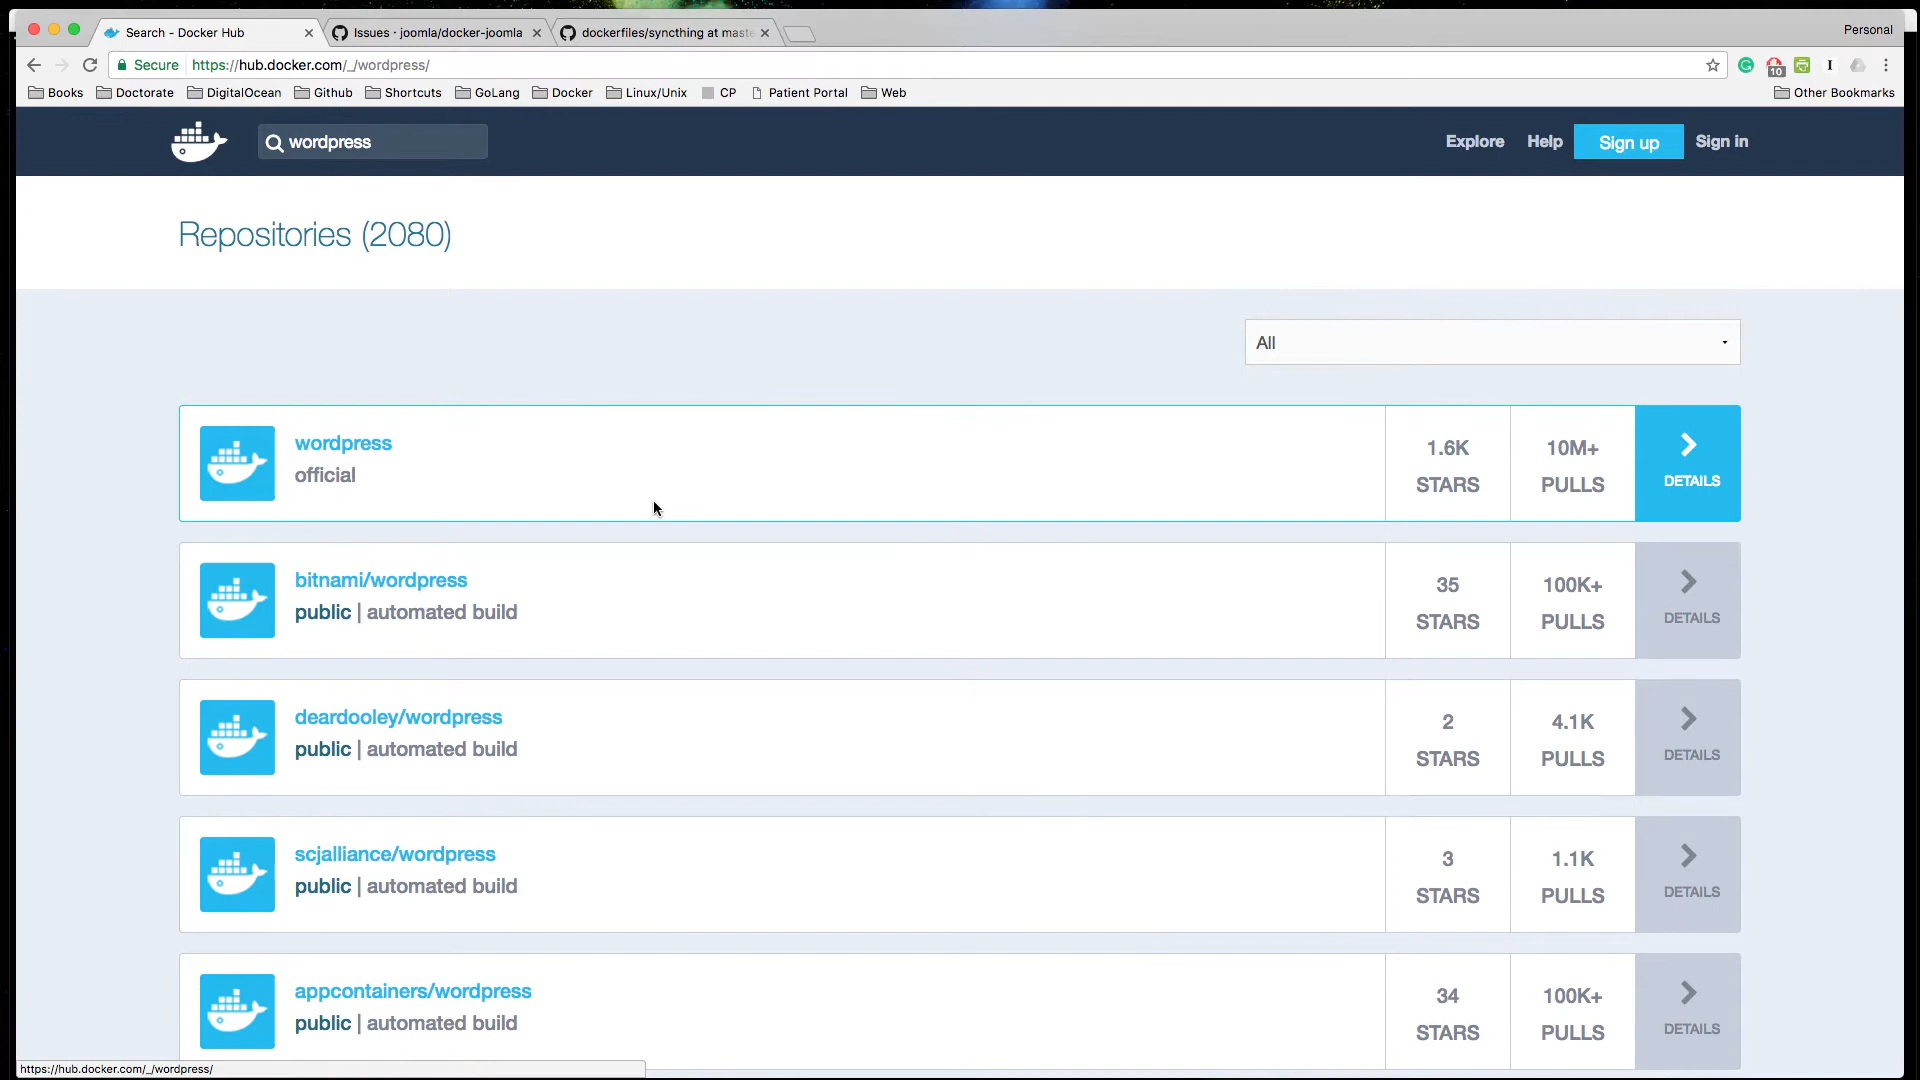 Search - Docker Hub
Issues · joomla/docker-joomla
dockerfiles/syncthing at maste
Personal
Secure https://hub.docker.com/_/wordpress/
10
I
Books Doctorate DigitalOcean Github Shortcuts GoLang Docker Linux/Unix CP Patient Portal Web Other Bookmarks
wordpress
Explore Help Sign up Sign in
Repositories (2080)
All
wordpress
official
1.6K
STARS
10M+
PULLS
DETAILS
bitnami/wordpress
public | automated build
35
STARS
100K+
PULLS
DETAILS
deardooley/wordpress
public | automated build
2
STARS
4.1K
PULLS
DETAILS
scjalliance/wordpress
public | automated build
3
STARS
1.1K
PULLS
DETAILS
appcontainers/wordpress
public | automated build
34
STARS
100K+
PULLS
DETAILS
https://hub.docker.com/_/wordpress/